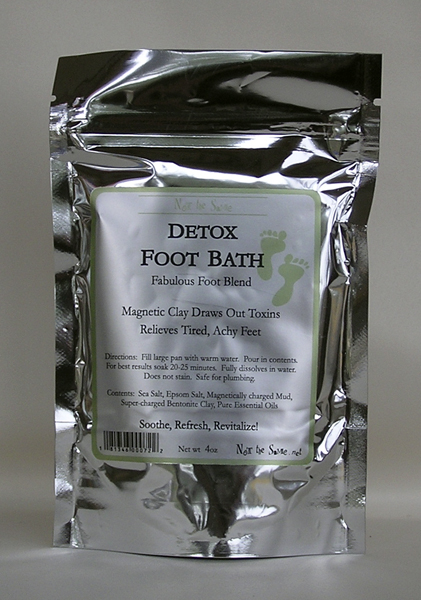 Not the Same
DETOX
FOOT BATH
Fabulous Foot Blend
Magnetic Clay Draws Out Toxins
Relieves Tired, Achy Feet
Directions: Fill large pan with warm water. Pour in contents.
For best results soak 20-25 minutes. Fully dissolves in water.
Does not stain. Safe for plumbing.
Contents: Sea Salt, Epsom Salt, Magnetically charged Mud,
Super-charged Bentonite Clay, Pure Essential Oils
Soothe, Refresh, Revitalize!
Net wt 4oz
Not the Same.net